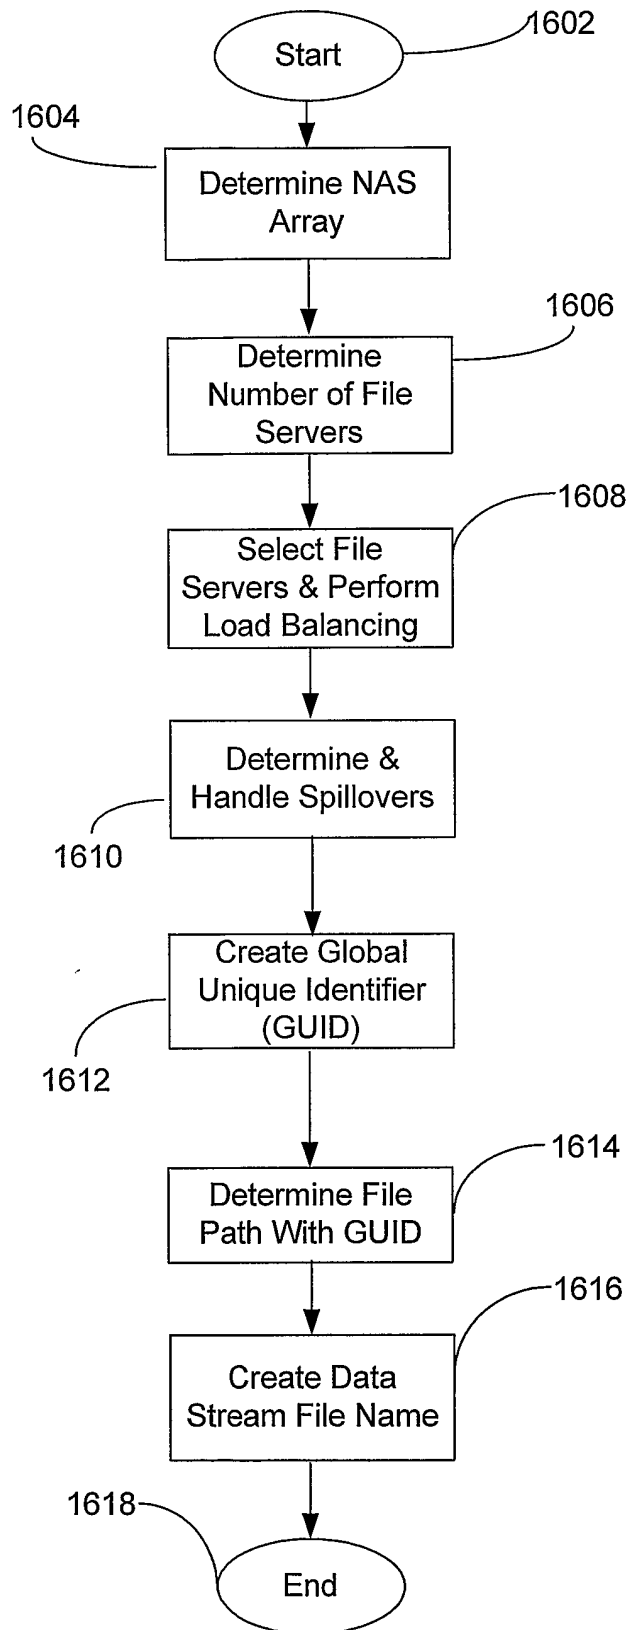 1602
Start
1604
Determine NAS
Array
1606
Determine
Number of File
Servers
1608
Select File
Servers & Perform
Load Balancing
Determine &
Handle Spillovers
1610
Create Global
Unique Identifier
(GUID)
1612
1614
Determine File
Path With GUID
1616
Create Data
Stream File Name
1618
End